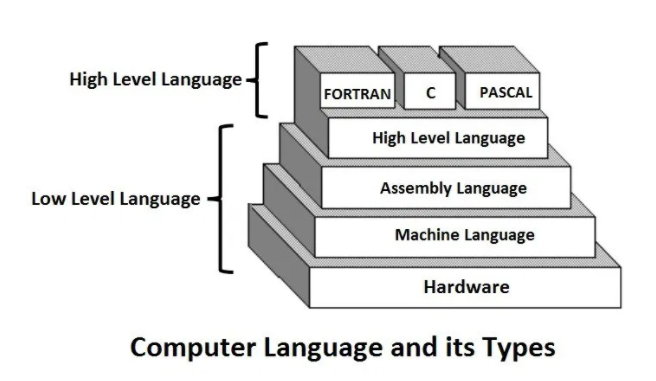 High Level Language
FORTRAN C PASCAL
High Level Language
Low Level Language
Assembly Language
Machine Language
Hardware
Computer Language and its Types